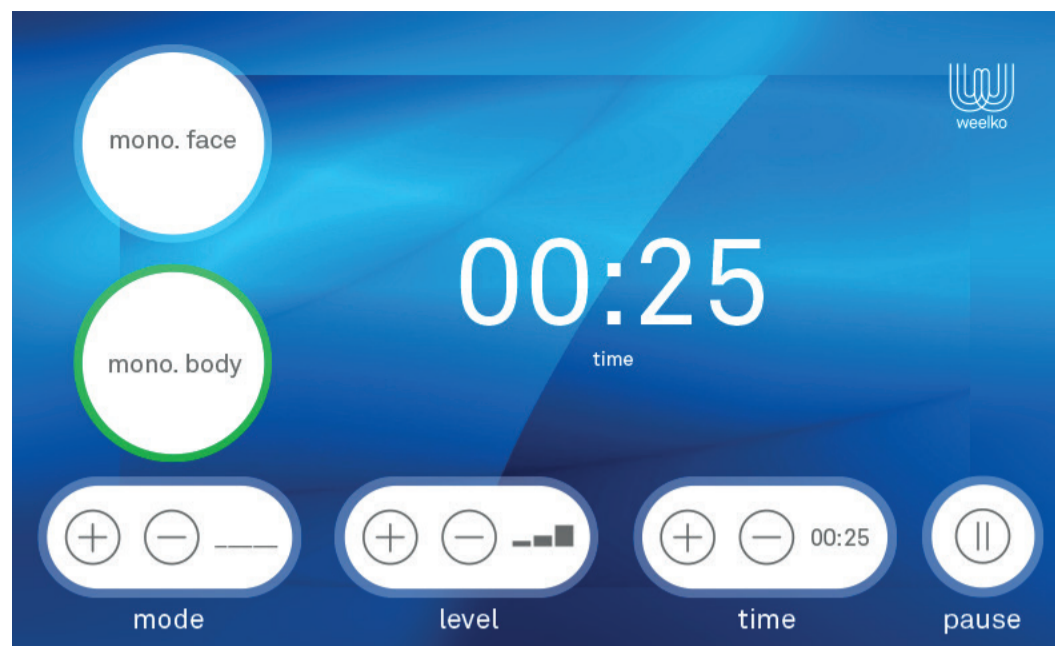 mono. face
weelko
00:25
time
mono. body
00:25
mode
level
time
pause